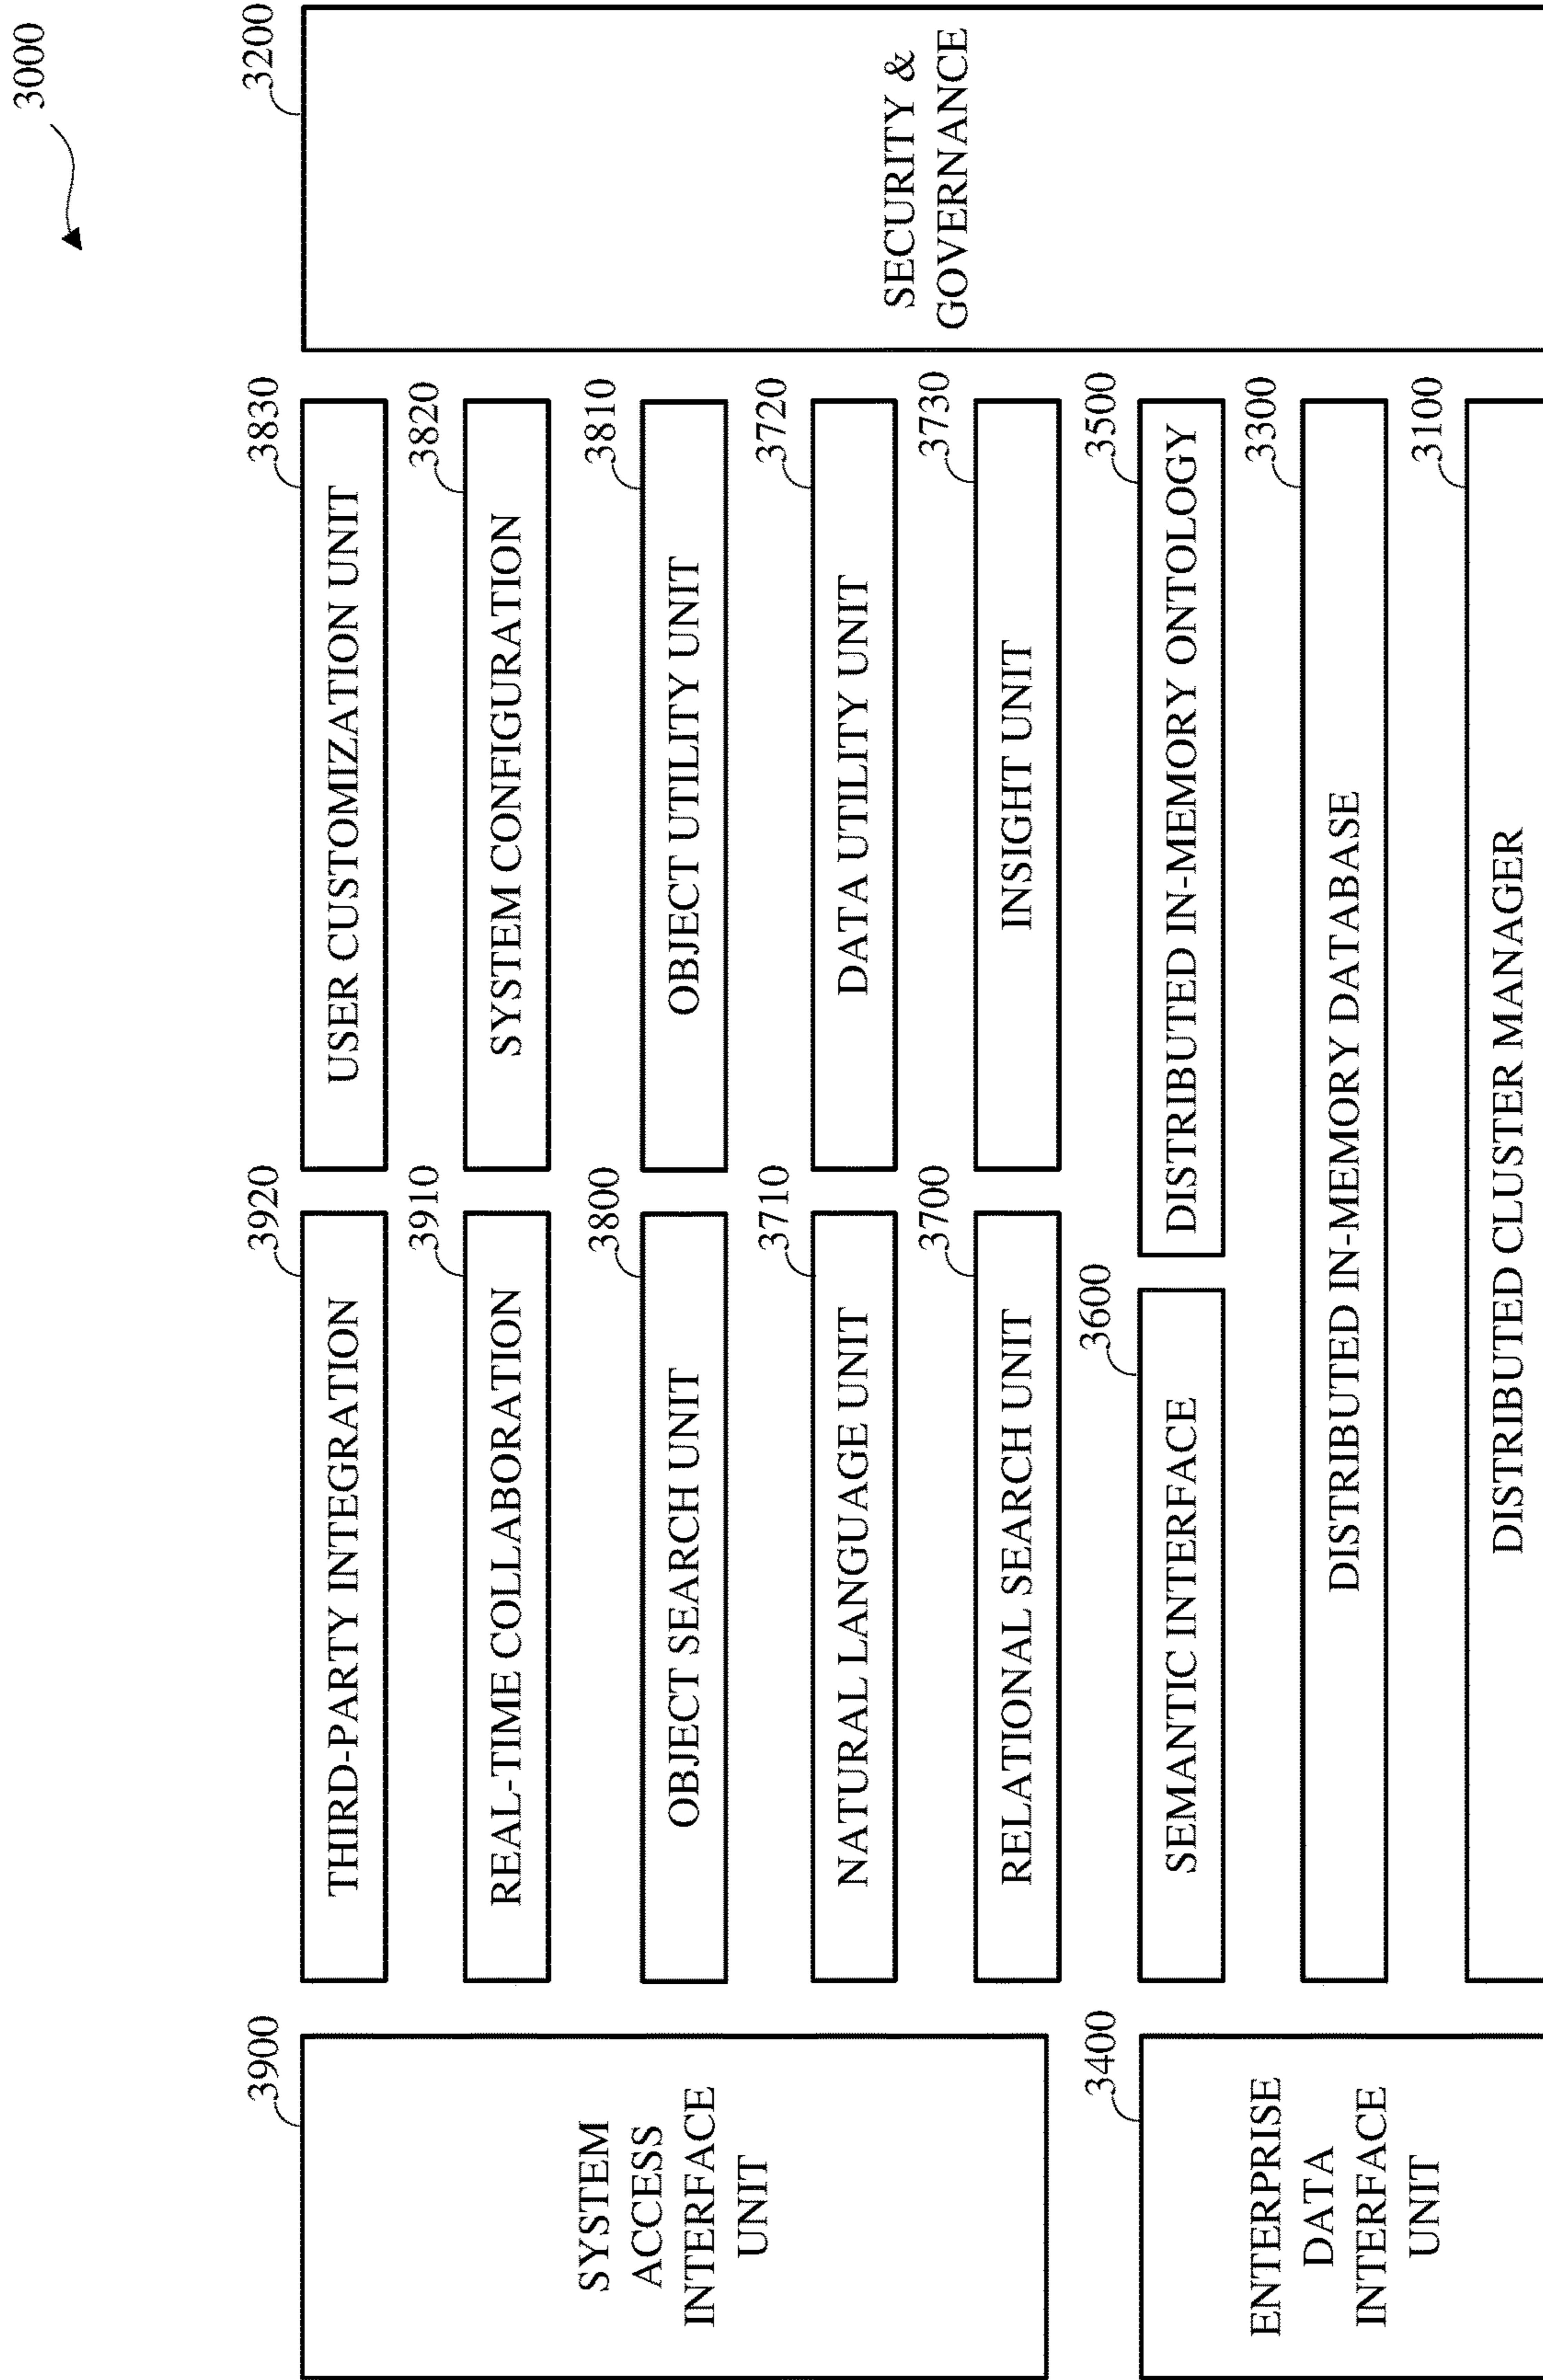 3000
3900
SYSTEM
ACCESS
INTERFACE
UNIT
3920
THIRD-PARTY INTEGRATION
3830
USER CUSTOMIZATION UNIT
3200
SECURITY &
GOVERNANCE
3910
REAL-TIME COLLABORATION
3820
SYSTEM CONFIGURATION
3800
OBJECT SEARCH UNIT
3810
OBJECT UTILITY UNIT
3710
NATURAL LANGUAGE UNIT
3720
DATA UTILITY UNIT
3700
RELATIONAL SEARCH UNIT
3730
INSIGHT UNIT
3400
ENTERPRISE
DATA
INTERFACE
UNIT
3600
SEMANTIC INTERFACE
3500
DISTRIBUTED IN-MEMORY ONTOLOGY
3300
DISTRIBUTED IN-MEMORY DATABASE
3100
DISTRIBUTED CLUSTER MANAGER